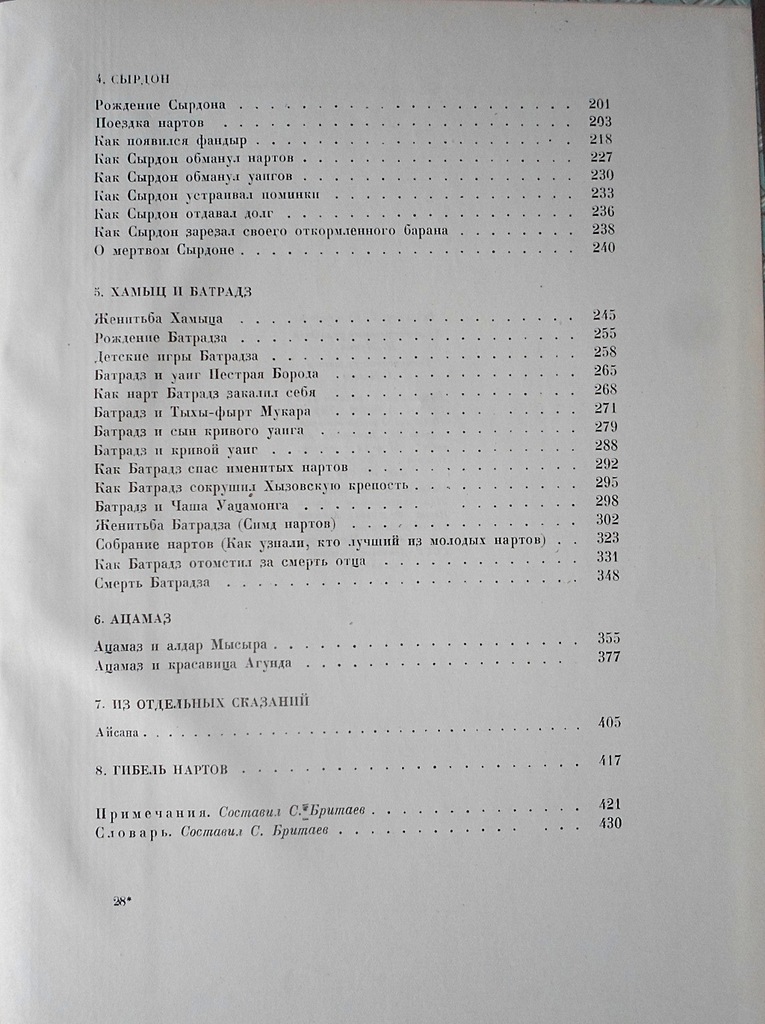 4. СЫРДОН
Рождение Сырдона . . . . . . . . . . . . . . . . . . . . . 201
Поездка нартов . . . . . . . . . . . . . . . . . . . . . 203
Как появился фандыр . . . . . . . . . . . . . . . . . . . . 218
Как Сырдон обманул нартов . . . . . . . . . . . . . . . . . 227
Как Сырдон обманул уаигов . . . . . . . . . . . . . . . . . 230
Как Сырдон устраивал поминки . . . . . . . . . . . . . . . 233
Как Сырдон отдавал долг . . . . . . . . . . . . . . . . . . 236
Как Сырдон зарезал своего откормленного барана . . . . . . . 238
О мертвом Сырдоне . . . . . . . . . . . . . . . . . . . . . 240
5. ХАМЫЦ И БАТРАДЗ
Женитьба Хамыца . . . . . . . . . . . . . . . . . . . . . 245
Рождение Батрадза . . . . . . . . . . . . . . . . . . . . . 255
Детские игры Батрадза . . . . . . . . . . . . . . . . . . . 258
Батрадз и уаиг Пестрая Борода . . . . . . . . . . . . . . . 265
Как нарт Батрадз закалил себя . . . . . . . . . . . . . . . 268
Батрадз и Тыхы-фырт Мукара . . . . . . . . . . . . . . . 271
Батрадз и сын кривого уаига . . . . . . . . . . . . . . . . 279
Батрадз и кривой уаиг . . . . . . . . . . . . . . . . . . . 288
Как Батрадз спас именитых нартов . . . . . . . . . . . . . 292
Как Батрадз сокрушил Хызовскую крепость . . . . . . . . . . 295
Батрадз и Чаша Уацамонга . . . . . . . . . . . . . . . . . 298
Женитьба Батрадза (Симд нартов) . . . . . . . . . . . . . . 302
Собрание нартов (Как узнали, кто лучший из молодых нартов) . . 323
Как Батрадз отомстил за смерть отца . . . . . . . . . . . . 331
Смерть Батрадза . . . . . . . . . . . . . . . . . . . . . . 348
6. АЦАМАЗ
Ацамаз и алдар Мысыра . . . . . . . . . . . . . . . . . . . 355
Ацамаз и красавица Агунда . . . . . . . . . . . . . . . . . 377
7. ИЗ ОТДЕЛЬНЫХ СКАЗАНИЙ
Айсана . . . . . . . . . . . . . . . . . . . . . . . . . . 405
8. ГИБЕЛЬ НАРТОВ . . . . . . . . . . . . . . . . . . . . . 417
Примечания. Составил С. Бритаев . . . . . . . . . . . . . . 421
Словарь. Составил С. Бритаев . . . . . . . . . . . . . . . 430
28*